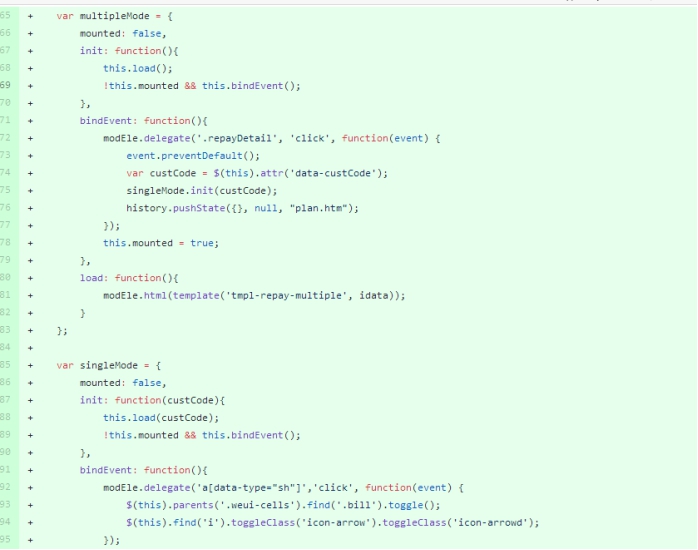 65 + var multipleMode = {
66 + mounted: false,
67 + init: function(){
68 + this.load();
69 + !this.mounted && this.bindEvent();
70 + },
71 + bindEvent: function(){
72 + modEle.delegate('.repayDetail', 'click', function(event) {
73 + event.preventDefault();
74 + var custCode = $(this).attr('data-custCode');
75 + singleMode.init(custCode);
76 + history.pushState({}, null, "plan.htm");
77 + });
78 + this.mounted = true;
79 + },
80 + load: function(){
81 + modEle.html(template('tmpl-repay-multiple', idata));
82 + }
83 + };
84 +
85 + var singleMode = {
86 + mounted: false,
87 + init: function(custCode){
88 + this.load(custCode);
89 + !this.mounted && this.bindEvent();
90 + },
91 + bindEvent: function(){
92 + modEle.delegate('a[data-type="sh"]','click', function(event) {
93 + $(this).parents('.weui-cells').find('.bill').toggle();
94 + $(this).find('i').toggleClass('icon-arrow').toggleClass('icon-arrowd');
95 + });